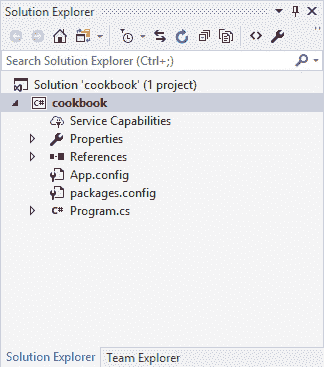 Solution Explorer
Search Solution Explorer (Ctrl+;)
Solution 'cookbook' (1 project)
C# cookbook
Service Capabilities
Properties
References
App.config
packages.config
C# Program.cs
Solution Explorer Team Explorer